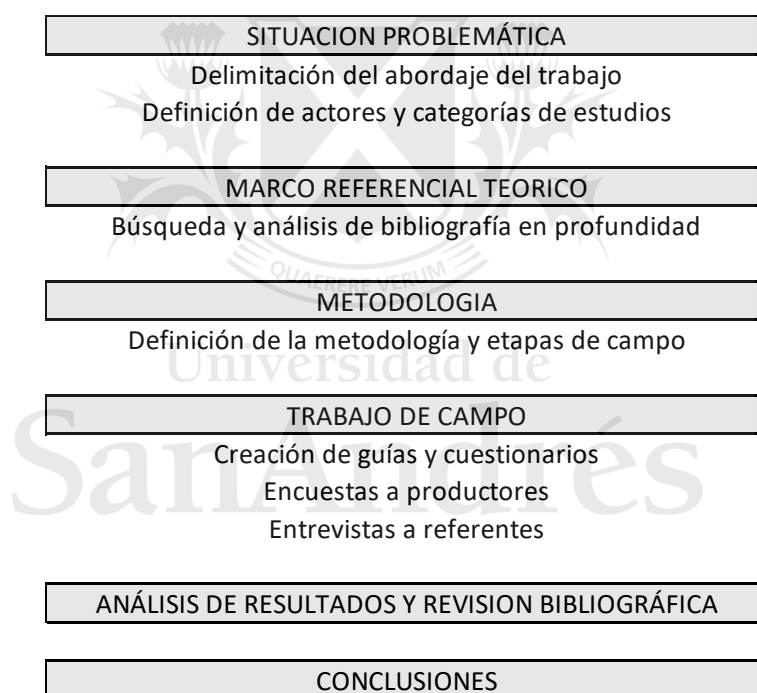 SITUACION PROBLEMÁTICA
Delimitación del abordaje del trabajo
Definición de actores y categorías de estudios
MARCO REFERENCIAL TEORICO
Búsqueda y análisis de bibliografía en profundidad
QUAERERE VERUM
METODOLOGIA
Definición de la metodología y etapas de campo
Universidad de
TRABAJO DE CAMPO
SanAndrés
Creación de guías y cuestionarios
Encuestas a productores
Entrevistas a referentes
ANÁLISIS DE RESULTADOS Y REVISION BIBLIOGRÁFICA
CONCLUSIONES